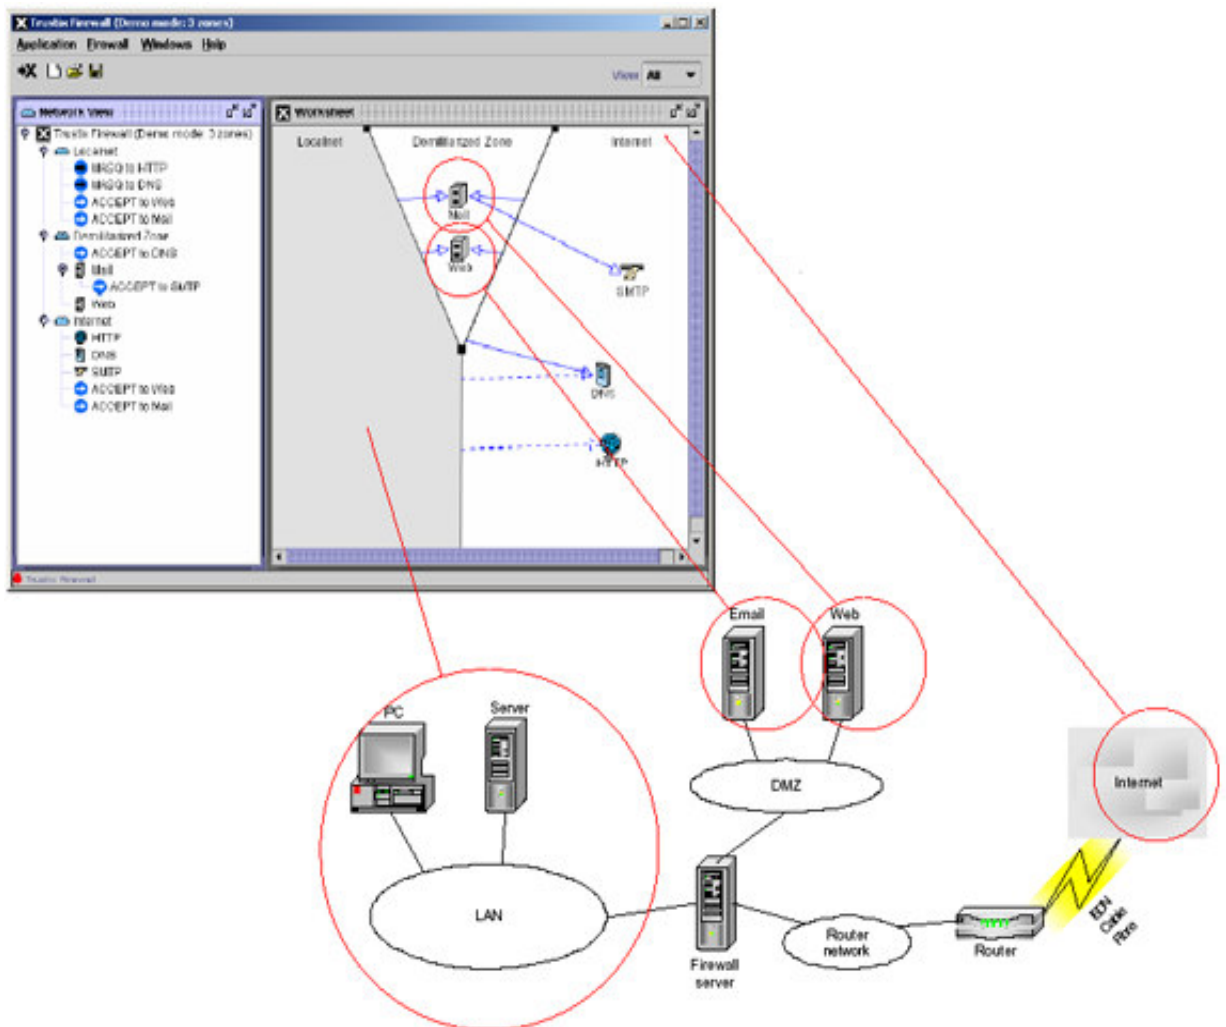 Trustix Firewall (Demo mode: 3 zones)
Application Firewall Windows Help
View: All
Network View
Worksheet
Trustix Firewall (Demo mode: 3 zones)
Localnet
MASQ to HTTP
MASQ to DNS
ACCEPT to Web
ACCEPT to Mail
Demilitarized Zone
ACCEPT to DNS
Mail
ACCEPT to SMTP
Web
Internet
HTTP
DNS
SMTP
ACCEPT to Web
ACCEPT to Mail
Localnet
Demilitarized Zone
Internet
Mail
Web
SMTP
DNS
HTTP
Trustix Firewall
Email
Web
PC
Server
DMZ
Internet
LAN
Firewall
server
Router
network
Router
ISDN
Cable
Fibre